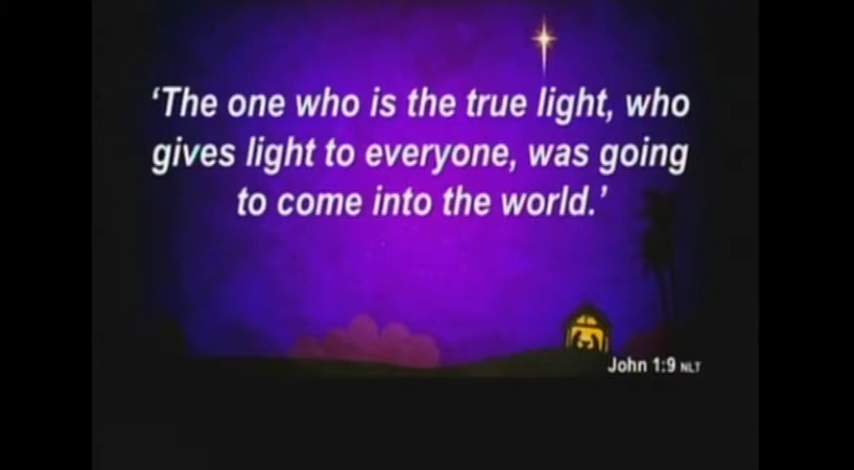 ‘The one who is the true light, who
gives light to everyone, was going
to come into the world.’
John 1:9 NLT